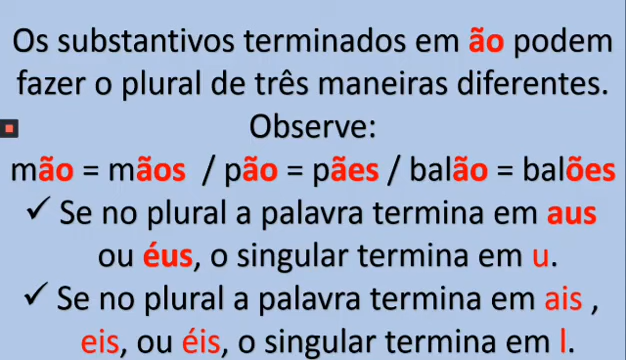 Os substantivos terminados em ão podem
fazer o plural de três maneiras diferentes.
Observe:
mão = mãos / pão = pães / balão = balões
✓ Se no plural a palavra termina em aus
ou éus, o singular termina em u.
✓ Se no plural a palavra termina em ais ,
eis, ou éis, o singular termina em l.